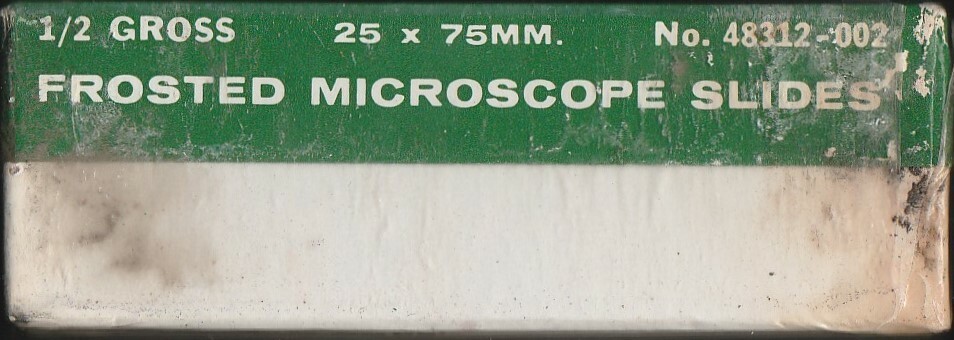 1/2 GROSS 25 x 75MM. No. 48312-002
FROSTED MICROSCOPE SLIDES